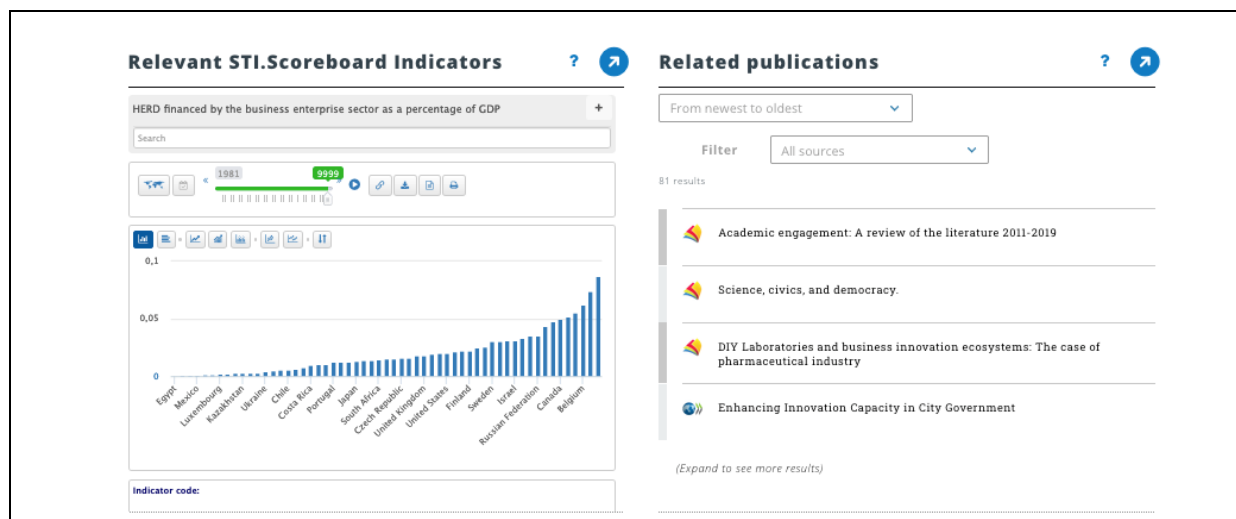 Relevant STI.Scoreboard Indicators
?
HERD financed by the business enterprise sector as a percentage of GDP
+
Search
1981
9999
0,1
0,05
0
Egypt
Mexico
Luxembourg
Kazakhstan
Ukraine
Chile
Costa Rica
Portugal
Japan
South Africa
Czech Republic
United Kingdom
United States
Finland
Sweden
Israel
Russian Federation
Canada
Belgium
Indicator code:
Related publications
?
From newest to oldest
Filter
All sources
81 results
Academic engagement: A review of the literature 2011-2019
Science, civics, and democracy.
DIY Laboratories and business innovation ecosystems: The case of
pharmaceutical industry
Enhancing Innovation Capacity in City Government
(Expand to see more results)